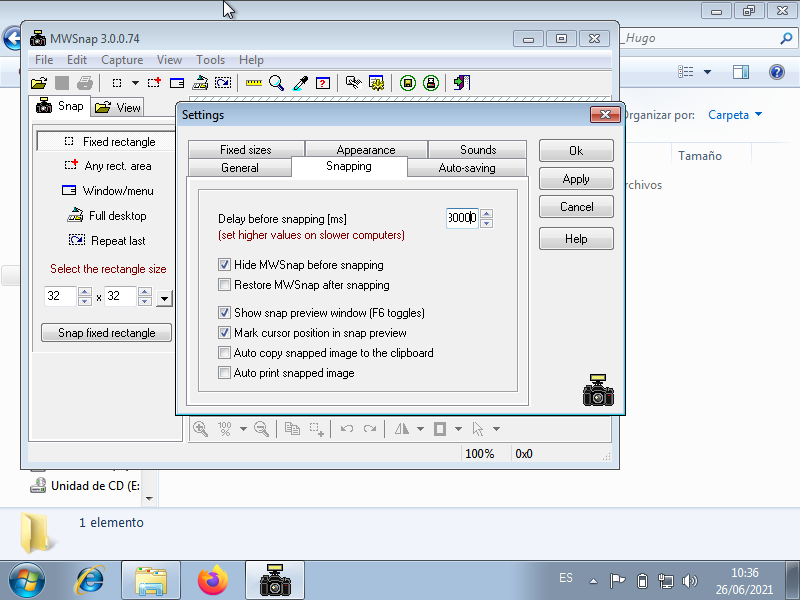 MWSnap 3.0.0.74
_Hugo
File Edit Capture View Tools Help
Snap View
Organizar por: Carpeta
Tamaño
rchivos
Settings
Fixed sizes Appearance Sounds
General Snapping Auto-saving
Ok
Apply
Cancel
Help
Delay before snapping [ms]
(set higher values on slower computers)
Hide MWSnap before snapping
Restore MWSnap after snapping
Show snap preview window (F6 toggles)
Mark cursor position in snap preview
Auto copy snapped image to the clipboard
Auto print snapped image
Fixed rectangle
Any rect. area
Window/menu
Full desktop
Repeat last
Select the rectangle size
32 x 32
Snap fixed rectangle
100 %
100% 0x0
Unidad de CD (E:
1 elemento
ES
10:36
26/06/2021